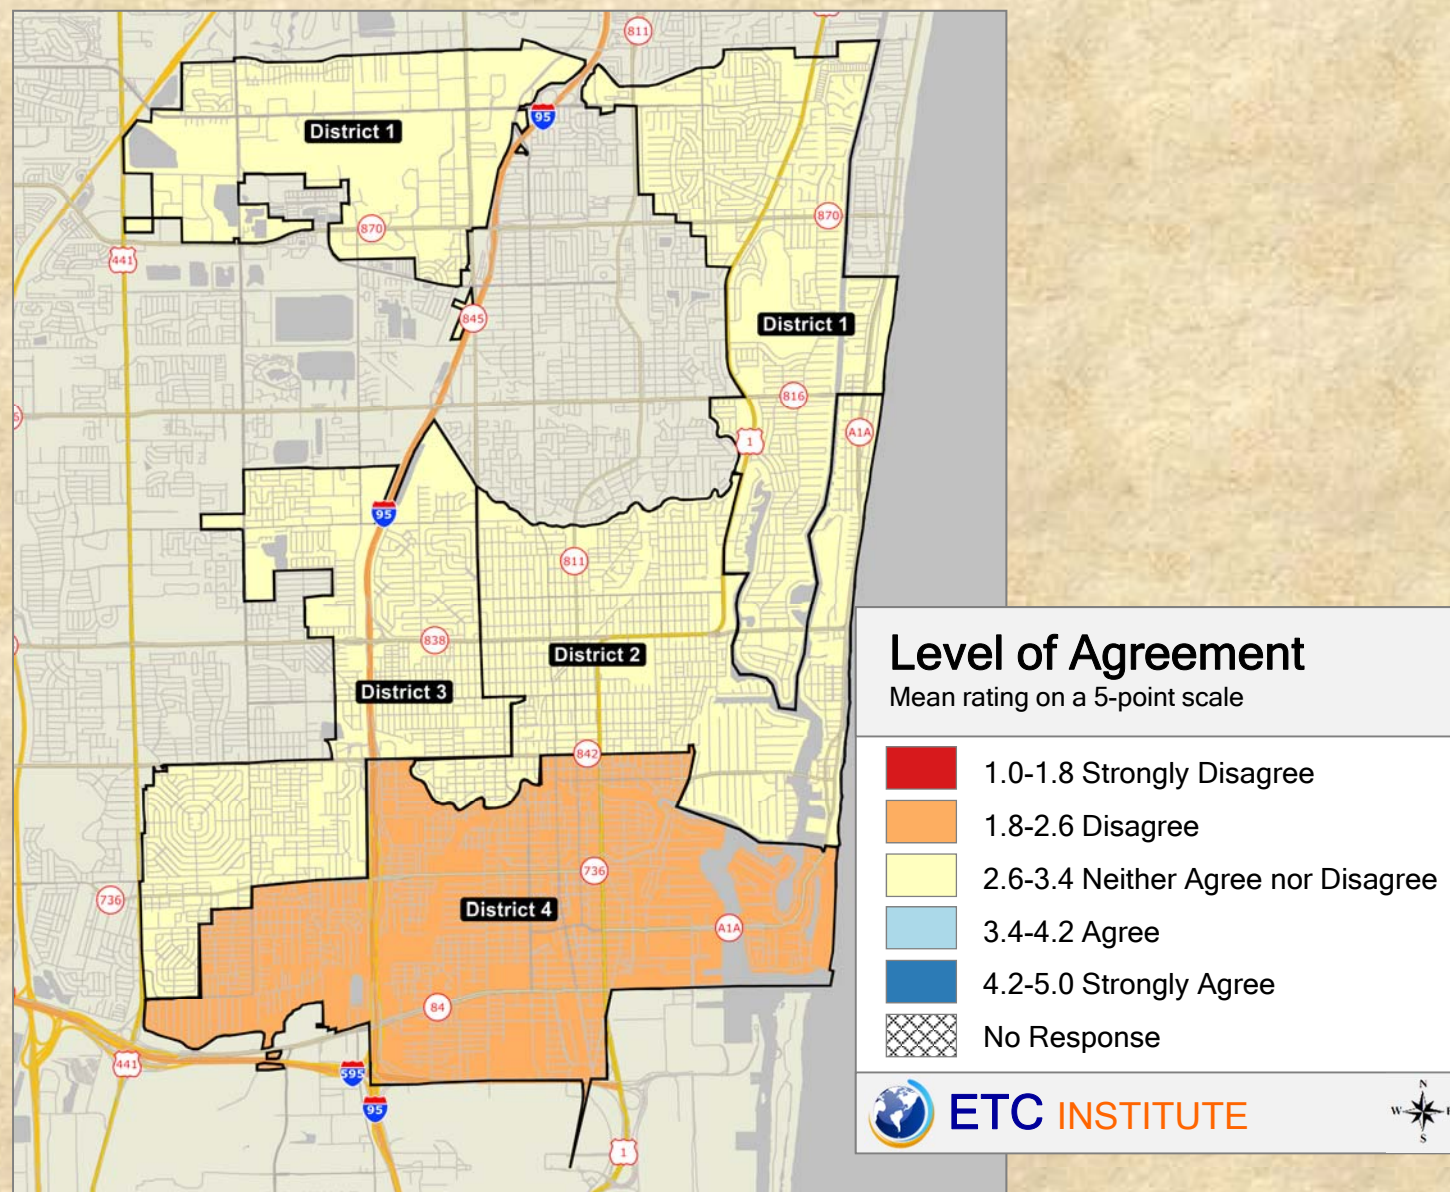 811
95
District 1
870
870
441
845
District 1
816
1
A1A
95
811
838
District 2
District 3
842
736
736
District 4
A1A
84
441
595
95
1
Level of Agreement
Mean rating on a 5-point scale
1.0-1.8 Strongly Disagree
1.8-2.6 Disagree
2.6-3.4 Neither Agree nor Disagree
3.4-4.2 Agree
4.2-5.0 Strongly Agree
No Response
ETC INSTITUTE
N
W
S